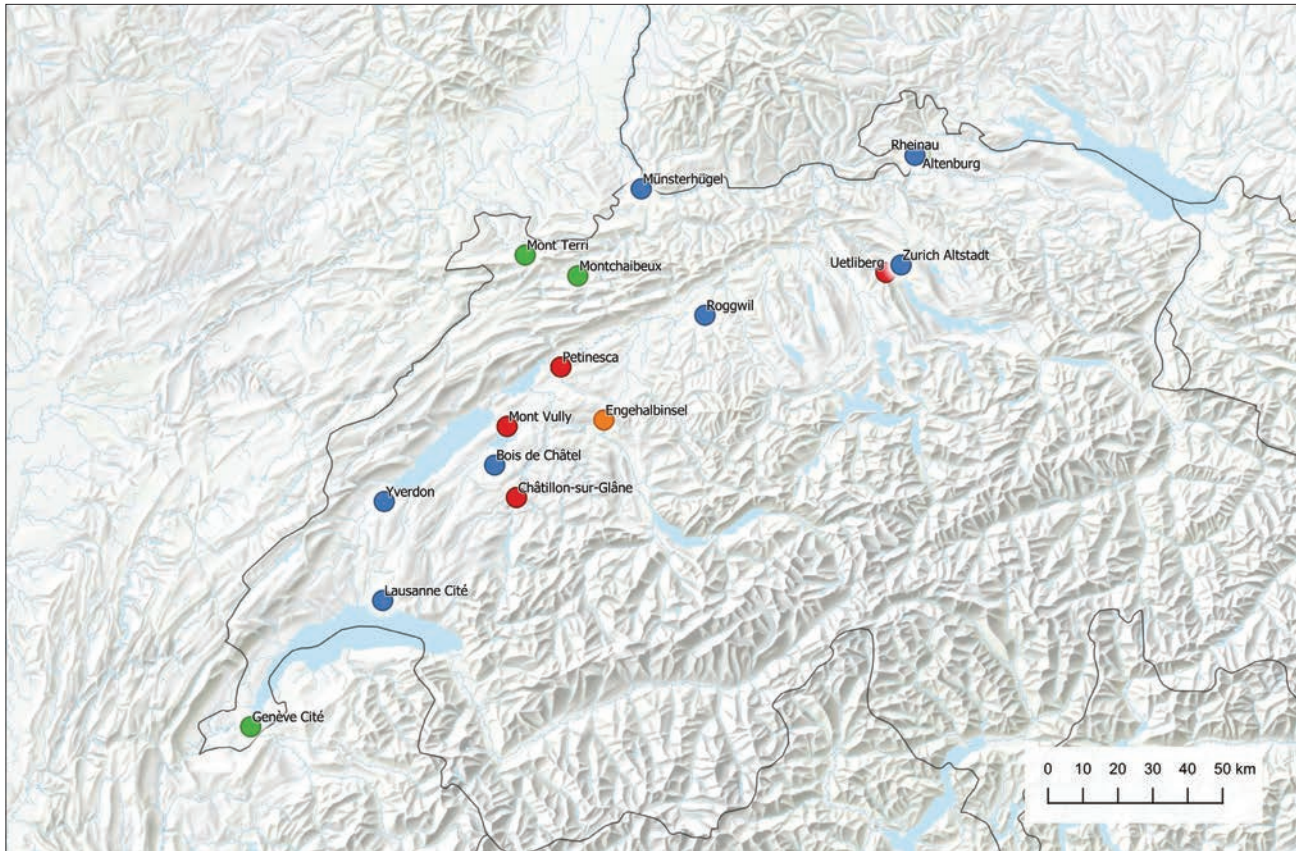 Rheinau
Altenburg
Münsterhügel
Mont Terri
Zurich Altstadt
Uetliberg
Montchaibeux
Roggwil
Petinesca
Engehalbinsel
Mont Vully
Bois de Châtel
Châtillon-sur-Glâne
Yverdon
Lausanne Cité
Genève Cité
0 10 20 30 40 50 km